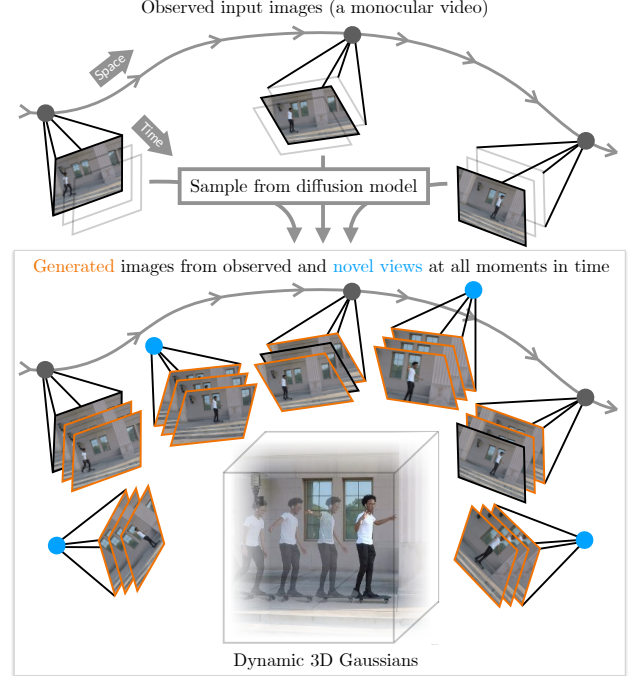 Observed input images (a monocular video)
Space
Time
Sample from diffusion model
Generated images from observed and novel views at all moments in time
Dynamic 3D Gaussians